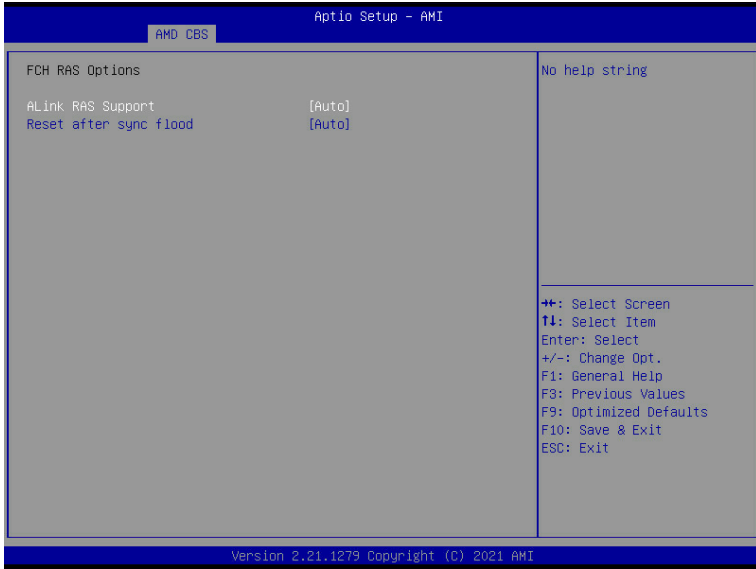 Aptio Setup – AMI
AMD CBS
FCH RAS Options
ALink RAS Support [Auto]
Reset after sync flood [Auto]
No help string
→←: Select Screen
↑↓: Select Item
Enter: Select
+/-: Change Opt.
F1: General Help
F3: Previous Values
F9: Optimized Defaults
F10: Save & Exit
ESC: Exit
Version 2.21.1279 Copyright (C) 2021 AMI